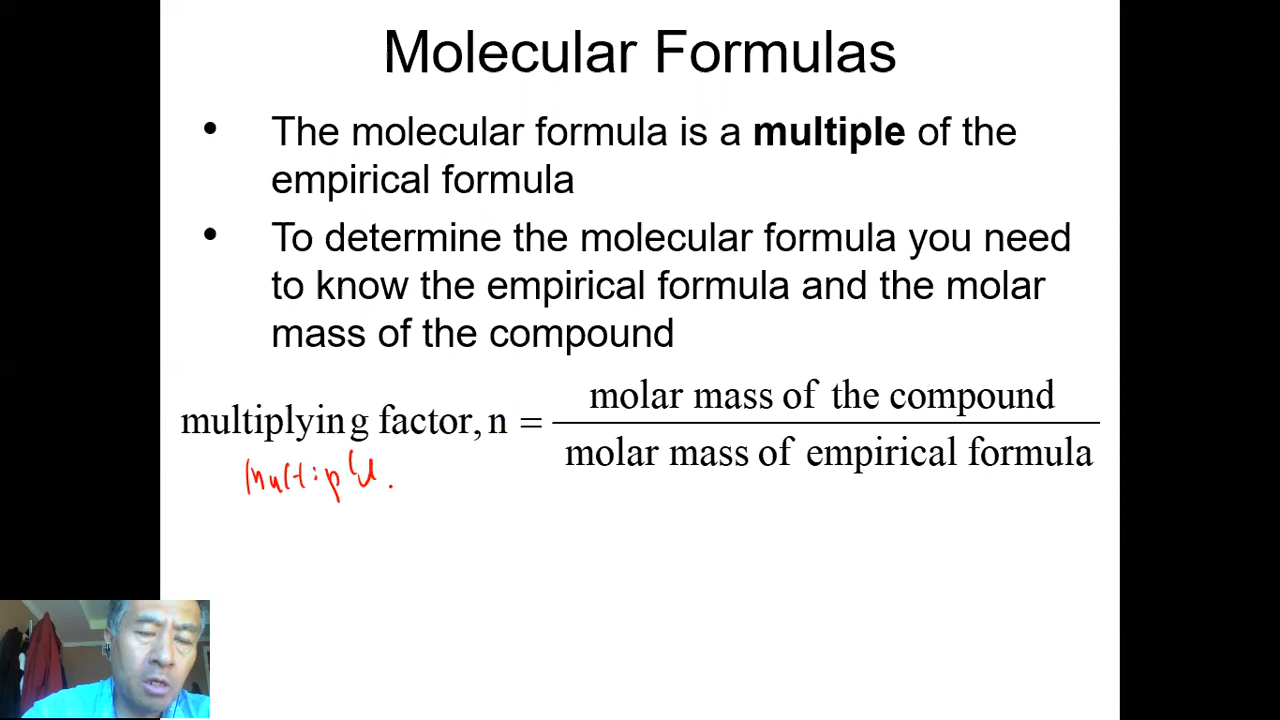 Molecular Formulas
• The molecular formula is a multiple of the
empirical formula
• To determine the molecular formula you need
to know the empirical formula and the molar
mass of the compound
molar mass of the compound
multiplying factor, n =
molar mass of empirical formula
multiple.